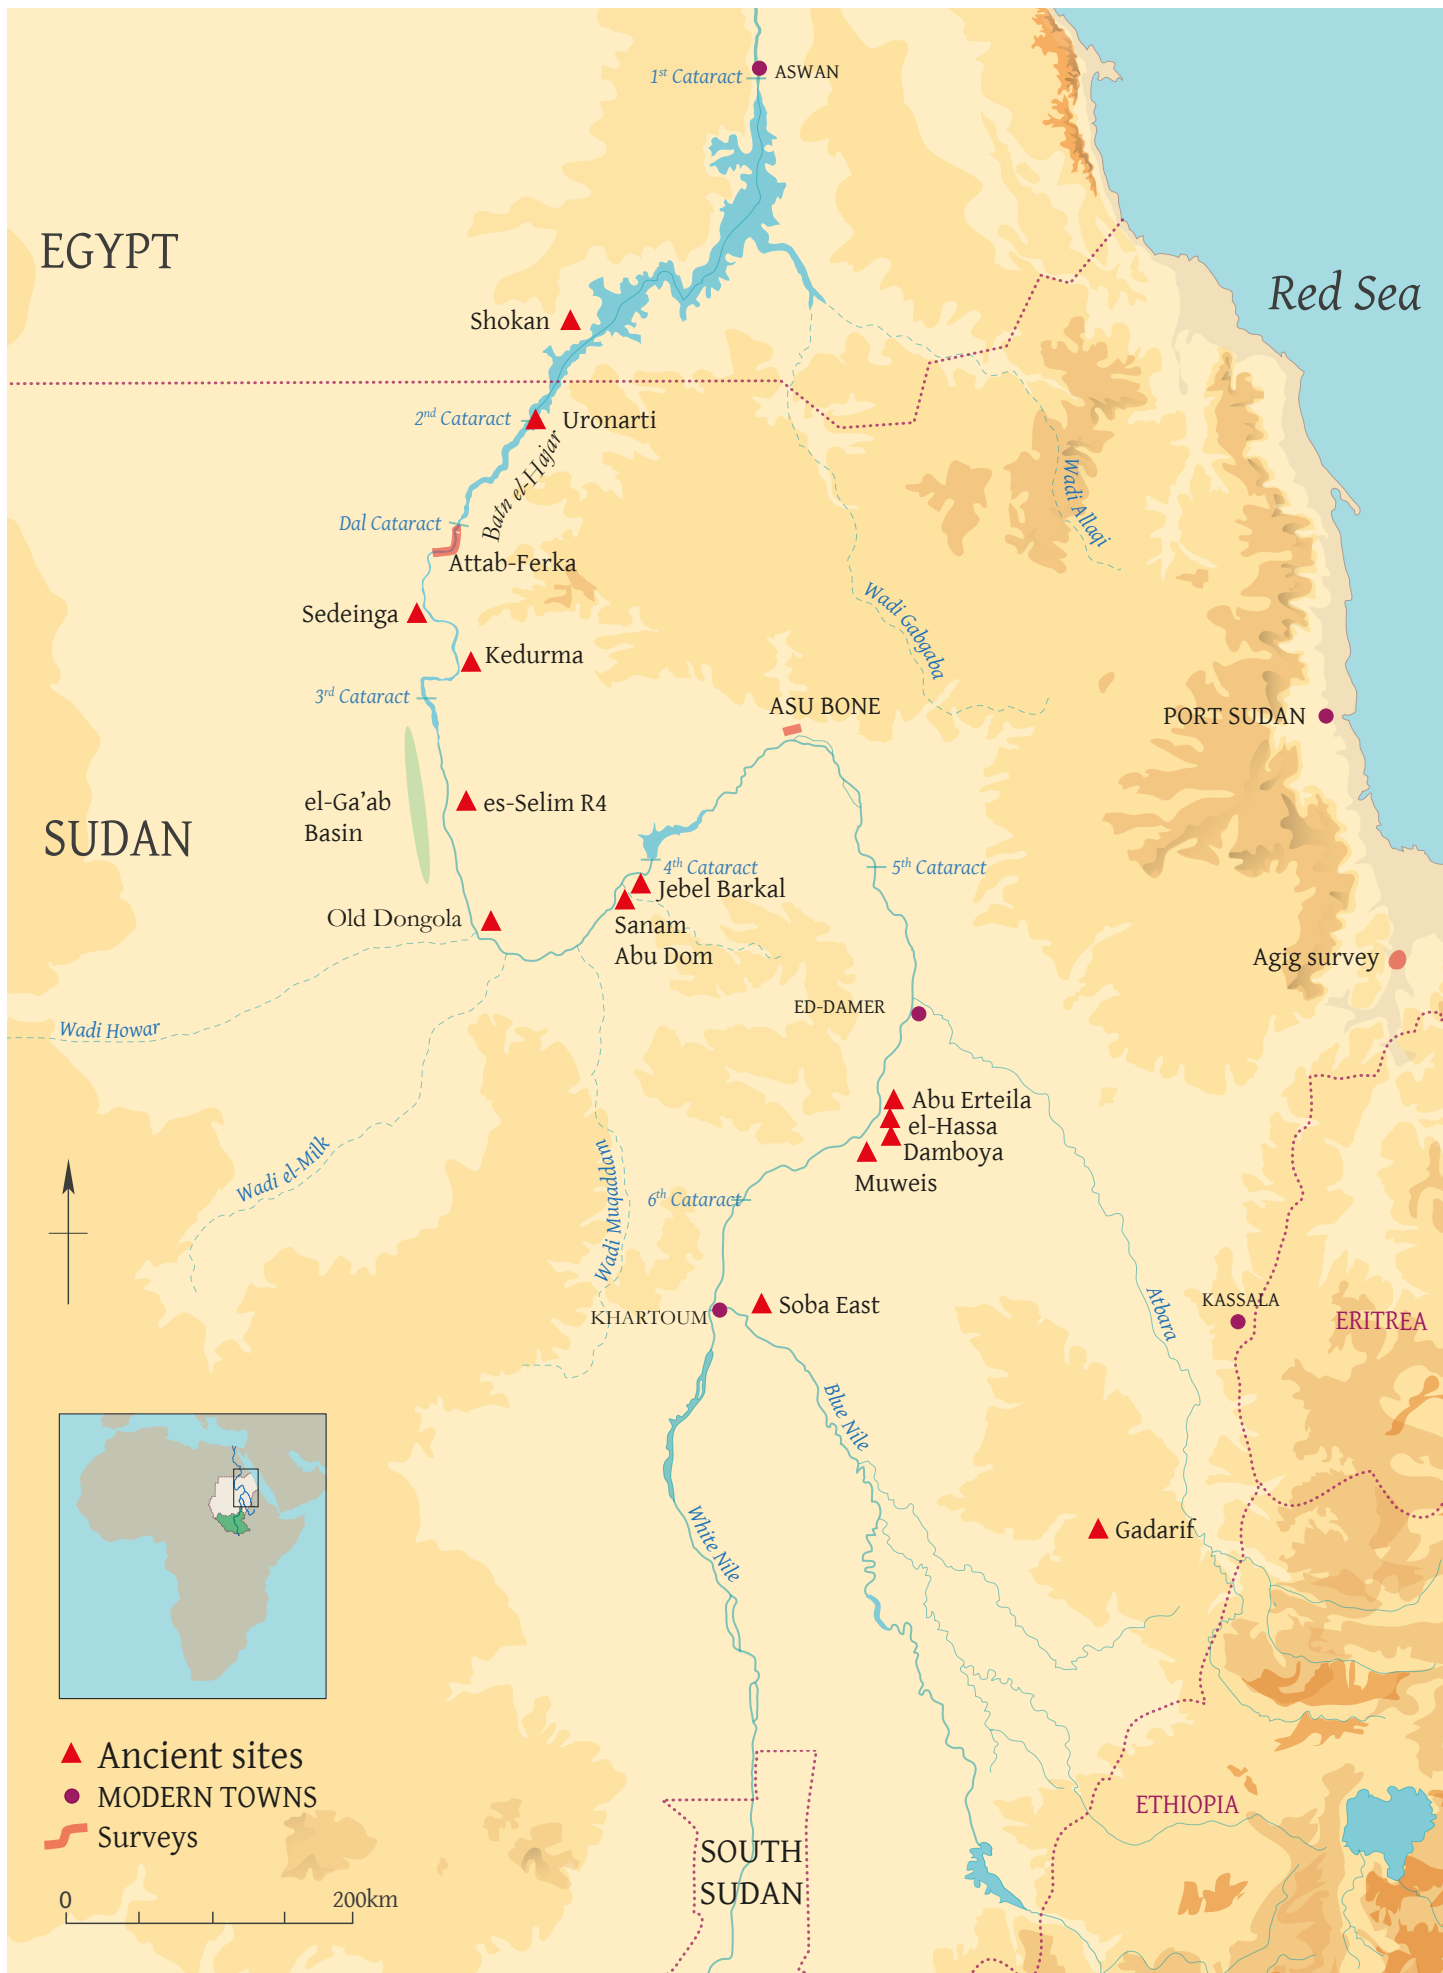 1st Cataract
ASWAN
EGYPT
Red Sea
Shokan
2nd Cataract
Uronarti
Batn el-Hajar
Wadi Allaqi
Dal Cataract
Attab-Ferka
Sedeinga
Wadi Gabgaba
Kedurma
3rd Cataract
ASU BONE
PORT SUDAN
el-Ga’ab
Basin
es-Selim R4
SUDAN
4th Cataract
5th Cataract
Jebel Barkal
Old Dongola
Sanam
Abu Dom
Agig survey
ED-DAMER
Wadi Howar
Abu Erteila
el-Hassa
Damboya
Muweis
Wadi el-Milk
Wadi Muqaddam
6th Cataract
Soba East
KHARTOUM
Atbara
KASSALA
ERITREA
Blue Nile
White Nile
Gadarif
Ancient sites
MODERN TOWNS
Surveys
ETHIOPIA
SOUTH
SUDAN
0
200km